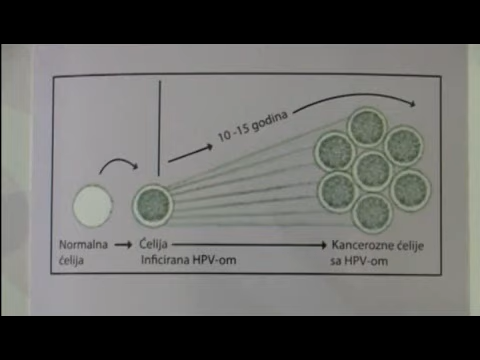 10 -15 godina
Normalna
ćelija
Ćelija
Inficirana HPV-om
Kancerozne ćelije
sa HPV-om